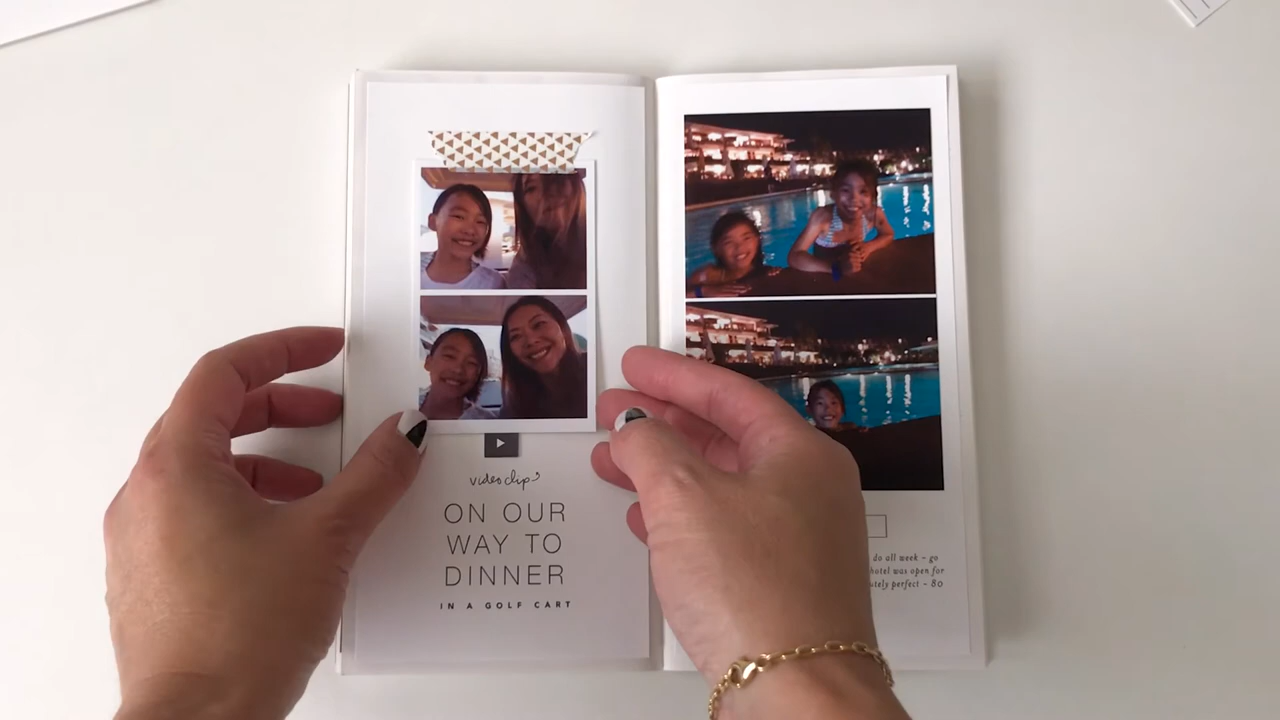 video clip
ON OUR
WAY TO
DINNER
IN A GOLF CART
do all week – go
hotel was open for
perfect – 80